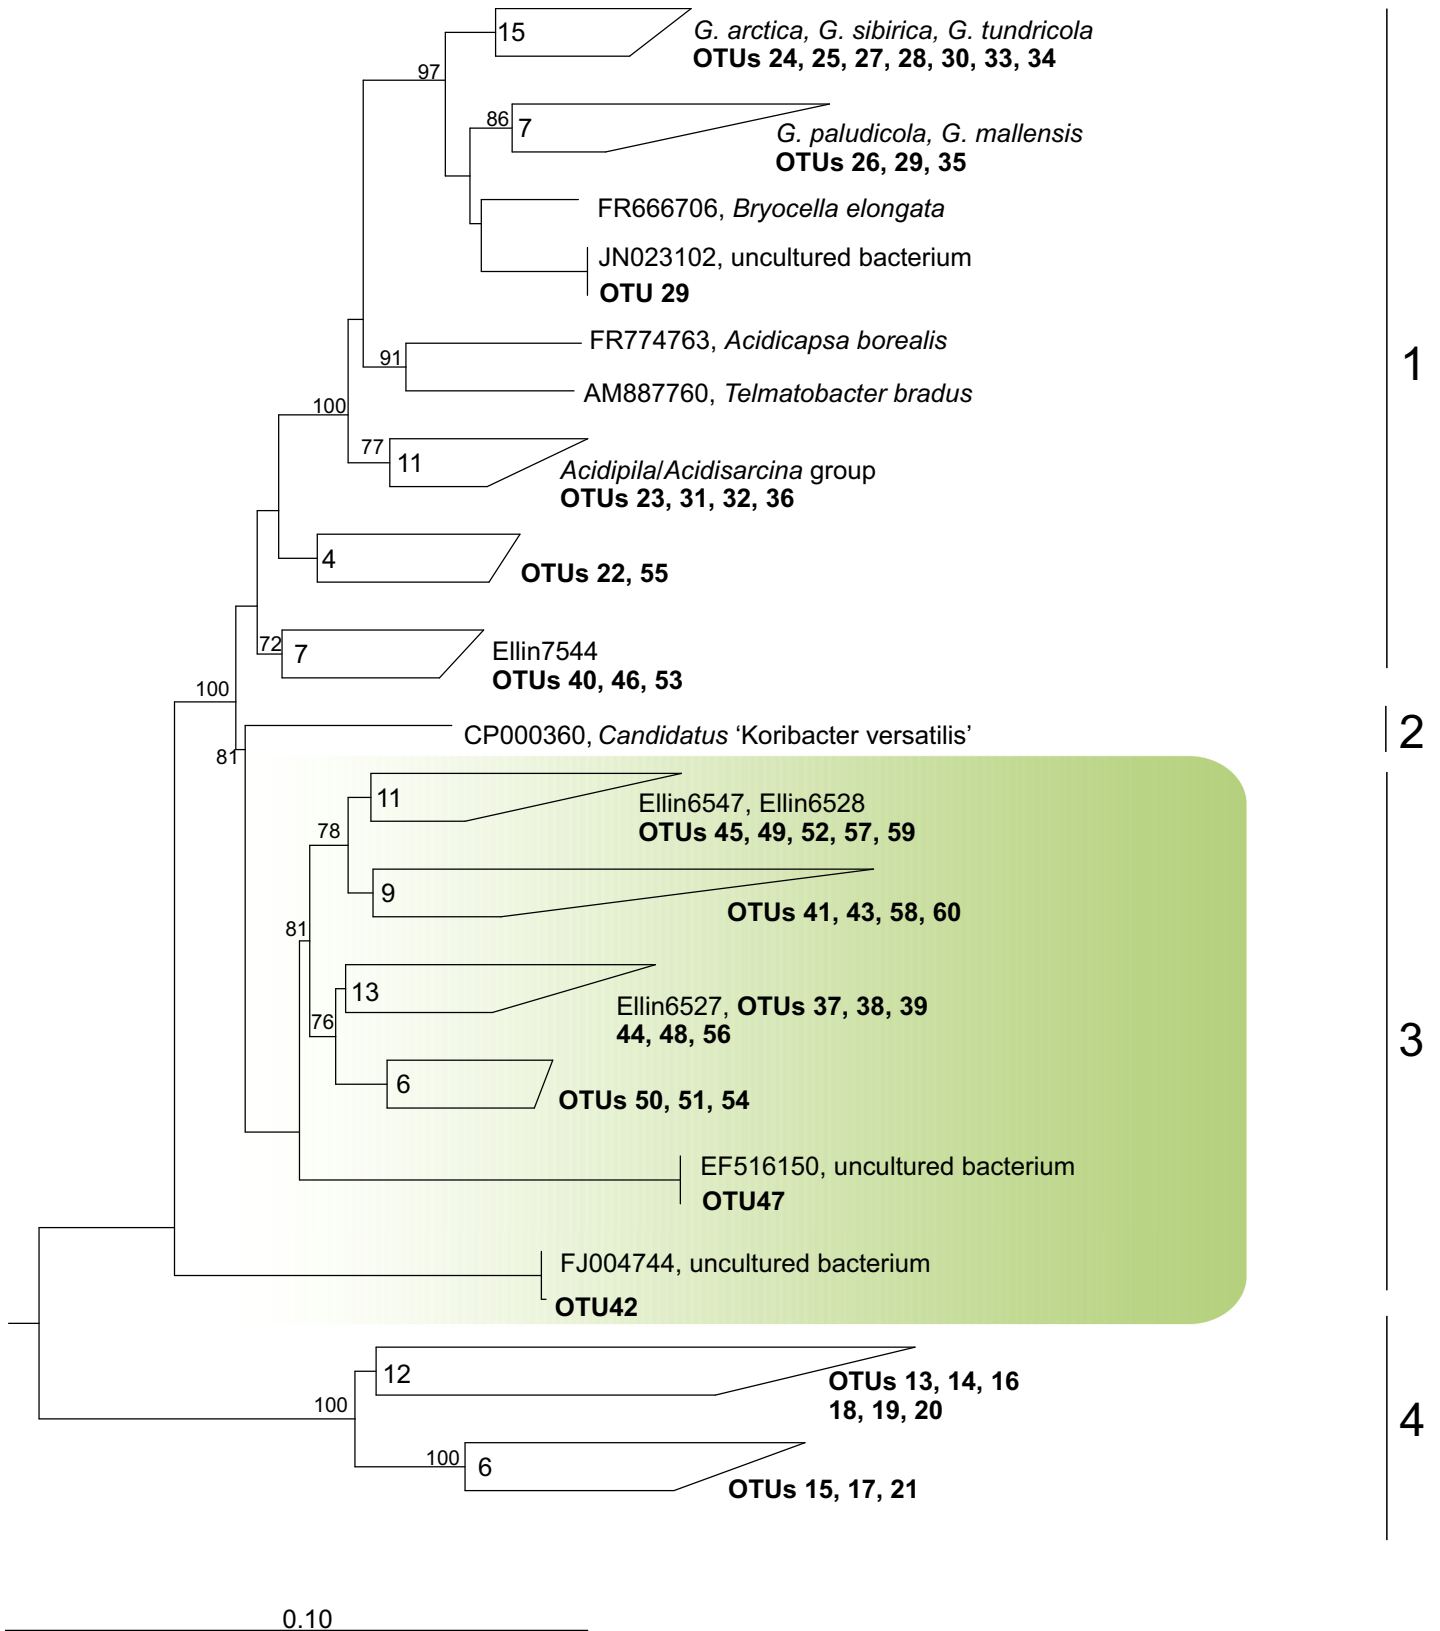 15
G. arctica, G. sibirica, G. tundricola
OTUs 24, 25, 27, 28, 30, 33, 34
97
86
7
G. paludicola, G. mallensis
OTUs 26, 29, 35
FR666706, Bryocella elongata
JN023102, uncultured bacterium
OTU 29
FR774763, Acidicapsa borealis
91
1
AM887760, Telmatobacter bradus
100
77
11
Acidipila/Acidisarcina group
OTUs 23, 31, 32, 36
4
OTUs 22, 55
72
7
Ellin7544
OTUs 40, 46, 53
100
CP000360, Candidatus ‘Koribacter versatilis’
2
81
11
Ellin6547, Ellin6528
OTUs 45, 49, 52, 57, 59
78
9
OTUs 41, 43, 58, 60
81
13
Ellin6527, OTUs 37, 38, 39
44, 48, 56
76
3
6
OTUs 50, 51, 54
EF516150, uncultured bacterium
OTU47
FJ004744, uncultured bacterium
OTU42
12
OTUs 13, 14, 16
18, 19, 20
100
4
100
6
OTUs 15, 17, 21
0.10